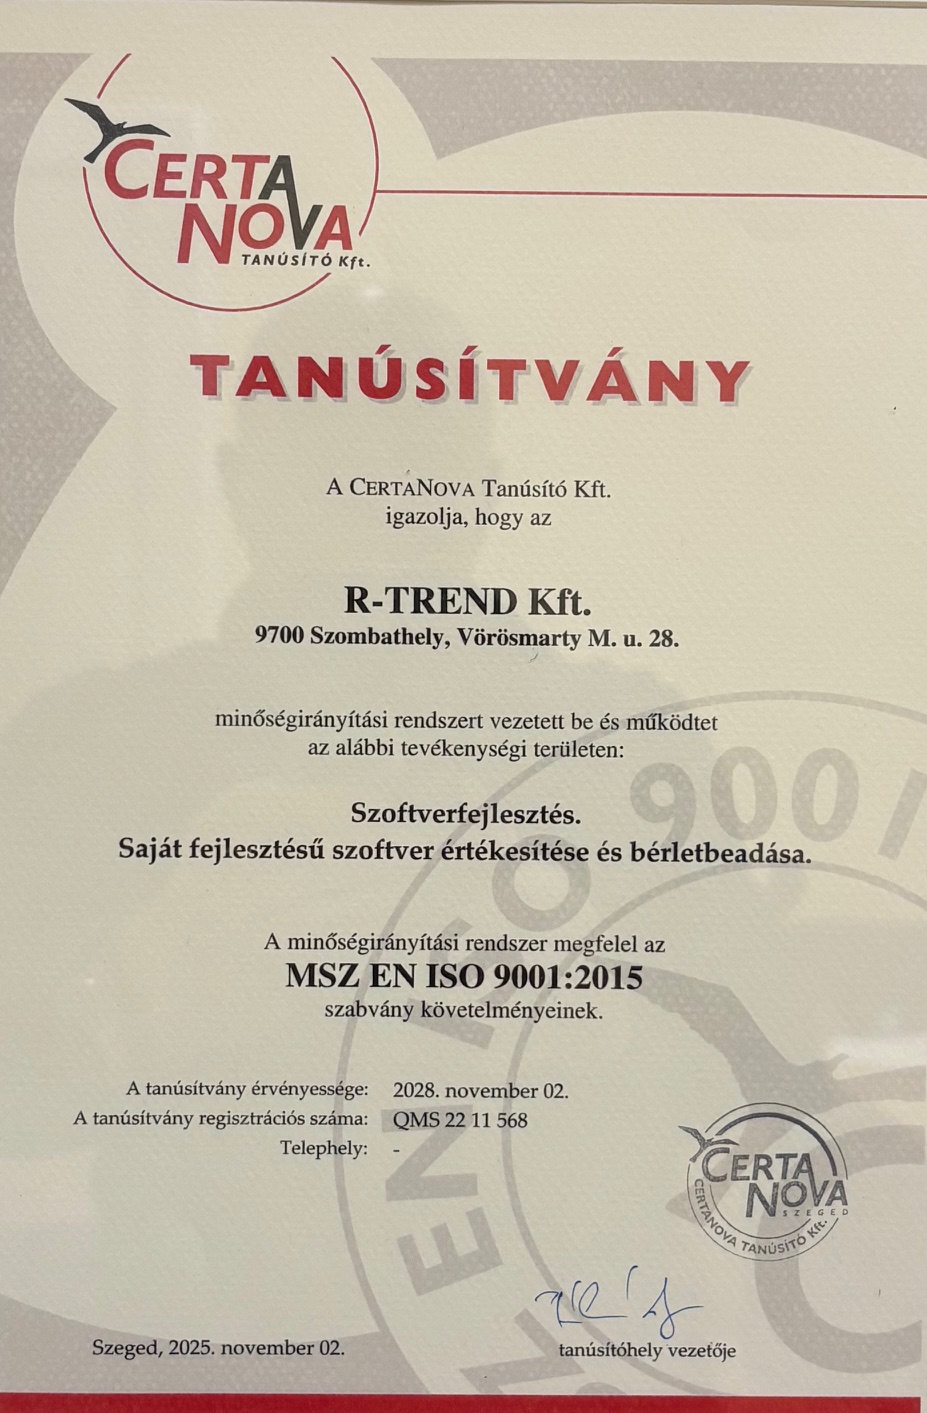 CERTA
NOVA
TANÚSÍTÓ Kft.
TANÚSÍTVÁNY
A CERTANOVA Tanúsító Kft.
igazolja, hogy az
R-TREND Kft.
9700 Szombathely, Vörösmarty M. u. 28.
minőségirányítási rendszert vezetett be és működtet
az alábbi tevékenységi területen:
Szoftverfejlesztés.
Saját fejlesztésű szoftver értékesítése és bérletbeadása.
A minőségirányítási rendszer megfelel az
MSZ EN ISO 9001:2015
szabvány követelményeinek.
A tanúsítvány érvényessége: 2028. november 02.
A tanúsítvány regisztrációs száma: QMS 22 11 568
Telephely: -
CERTA
NOVA
SZEGED
CERTANOVA TANÚSÍTÓ Kft.
Szeged, 2025. november 02.
tanúsítóhely vezetője
EN ISO 9001